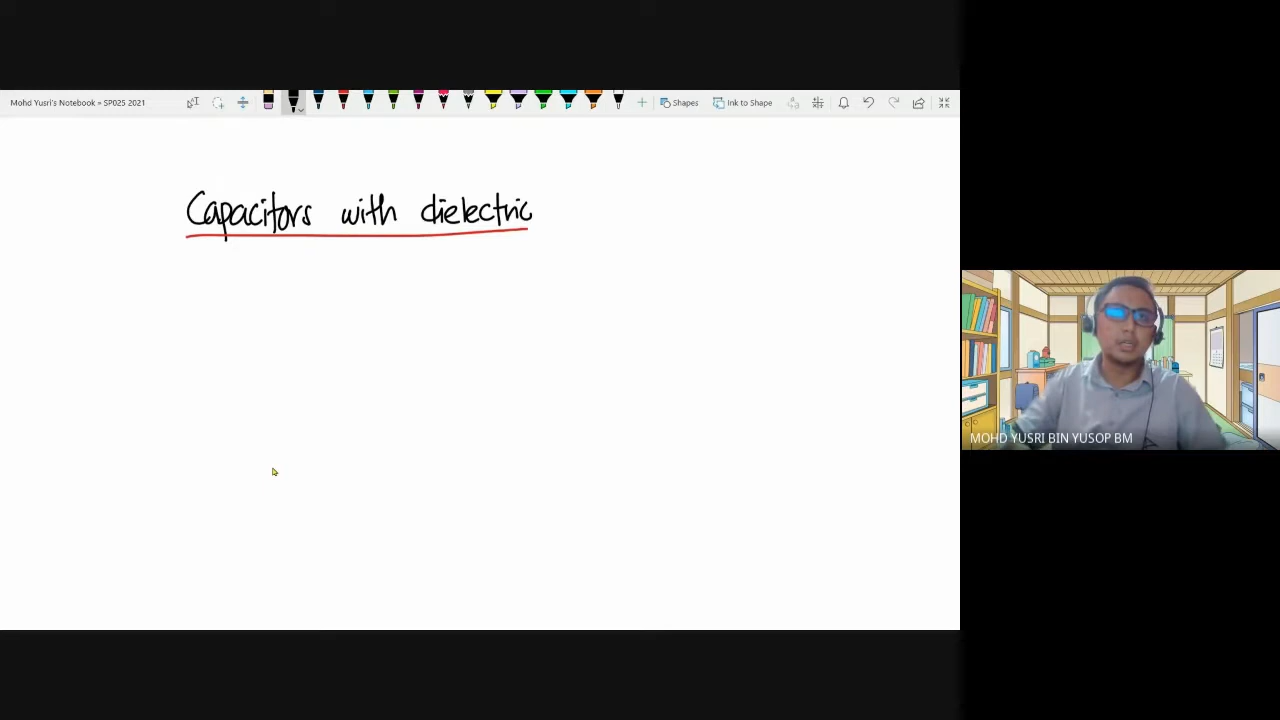 Mohd Yusri's Notebook » SP025 2021
Shapes
Ink to Shape
Capacitors with dielectric
MOHD YUSRI BIN YUSOP BM